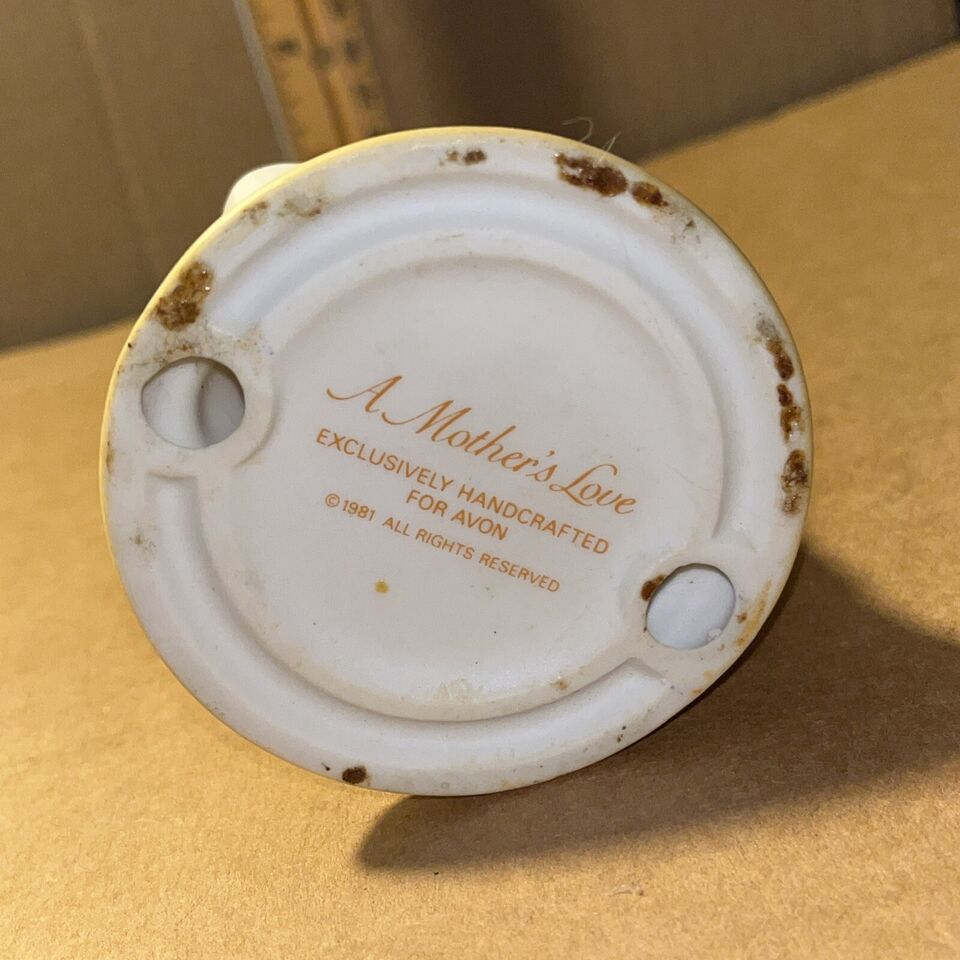 A Mother's Love
EXCLUSIVELY HANDCRAFTED
FOR AVON
© 1981 ALL RIGHTS RESERVED